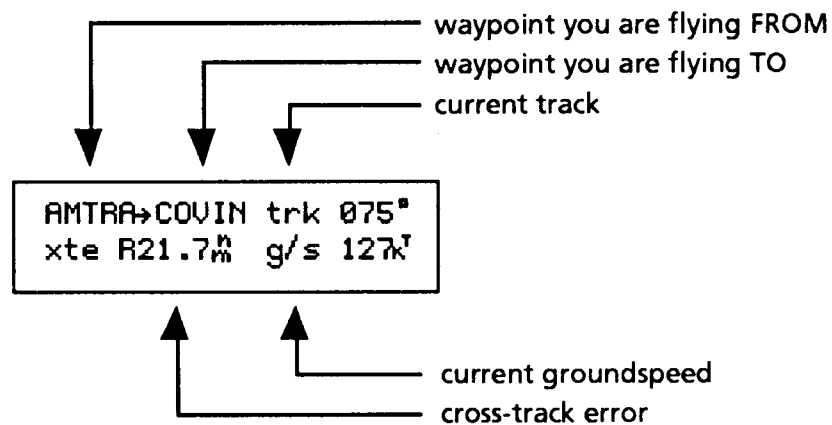 waypoint you are flying FROM
waypoint you are flying TO
current track
AMTRA→COVIN trk 075°
xte R21.7nm g/s 127kT
current groundspeed
cross-track error